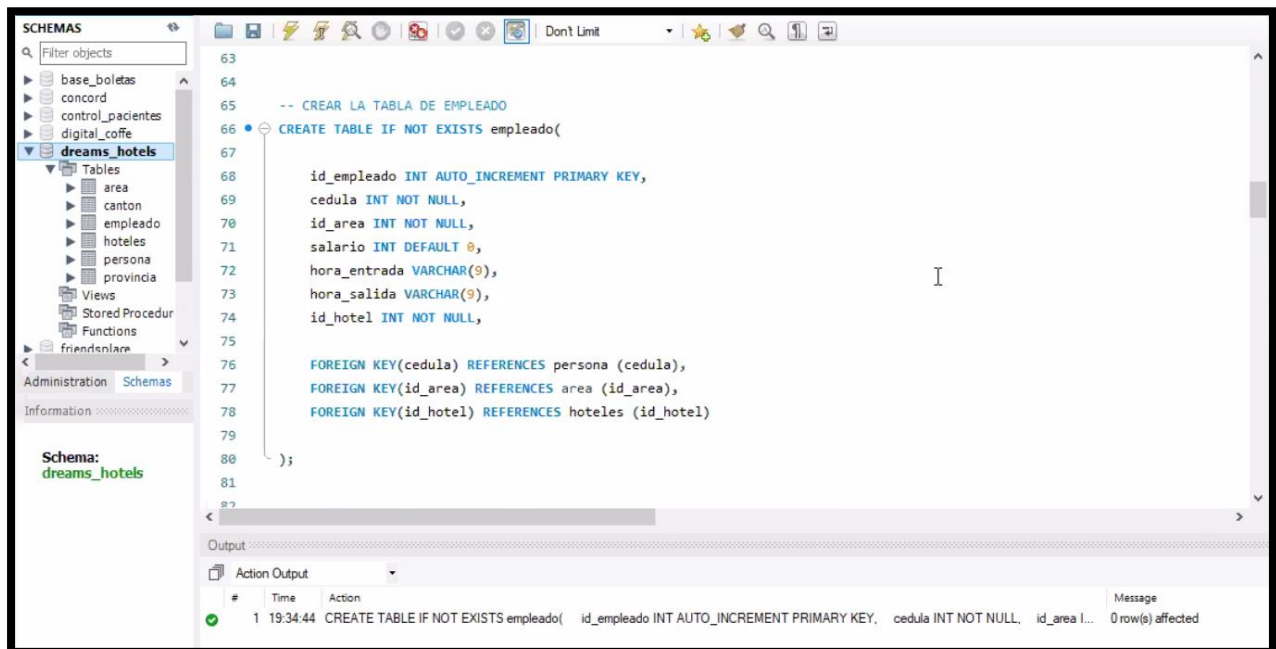 SCHEMAS
Filter objects
base_boletas
concord
control_pacientes
digital_coffe
dreams_hotels
Tables
area
canton
empleado
hoteles
persona
provincia
Views
Stored Procedur
Functions
friendsplace
Administration Schemas
Information
Schema:
dreams_hotels
Don't Limit
63
64
65 -- CREAR LA TABLA DE EMPLEADO
66 CREATE TABLE IF NOT EXISTS empleado(
67
68 id_empleado INT AUTO_INCREMENT PRIMARY KEY,
69 cedula INT NOT NULL,
70 id_area INT NOT NULL,
71 salario INT DEFAULT 0,
72 hora_entrada VARCHAR(9),
73 hora_salida VARCHAR(9),
74 id_hotel INT NOT NULL,
75
76 FOREIGN KEY(cedula) REFERENCES persona (cedula),
77 FOREIGN KEY(id_area) REFERENCES area (id_area),
78 FOREIGN KEY(id_hotel) REFERENCES hoteles (id_hotel)
79
80 );
81
82
Output
Action Output
# Time Action Message
1 19:34:44 CREATE TABLE IF NOT EXISTS empleado( id_empleado INT AUTO_INCREMENT PRIMARY KEY, cedula INT NOT NULL, id_area I... 0 row(s) affected